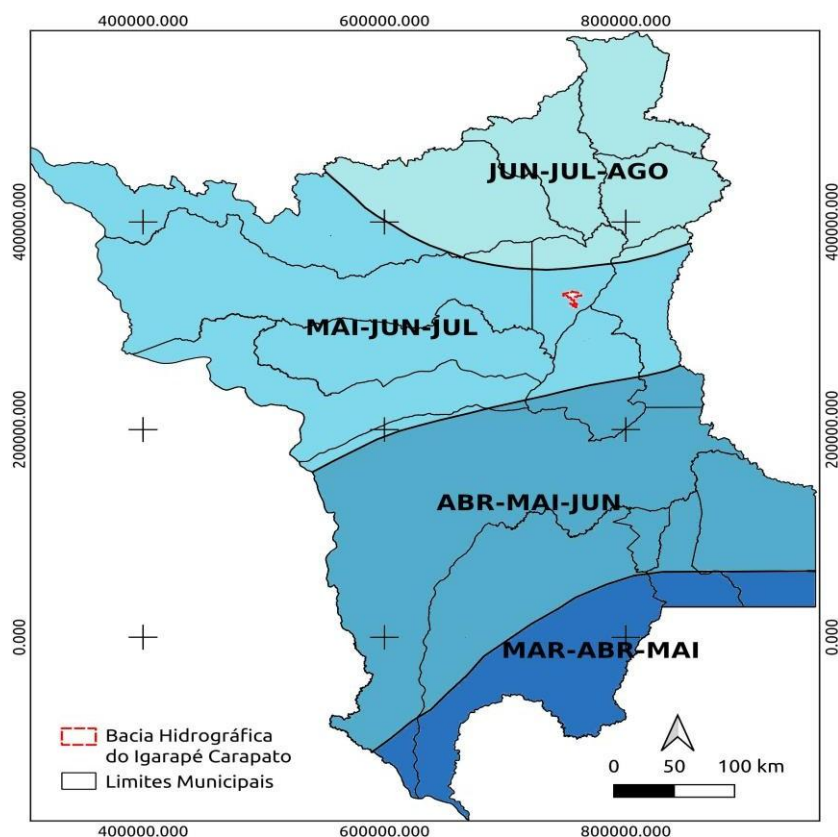 400000.000 600000.000 800000.000
JUN-JUL-AGO
400000.000
400000.000
MAI-JUN-JUL
200000.000
200000.000
ABR-MAI-JUN
0.000
0.000
MAR-ABR-MAI
Bacia Hidrográfica
do Igarapé Carapato
Limites Municipais
0 50 100 km
400000.000 600000.000 800000.000